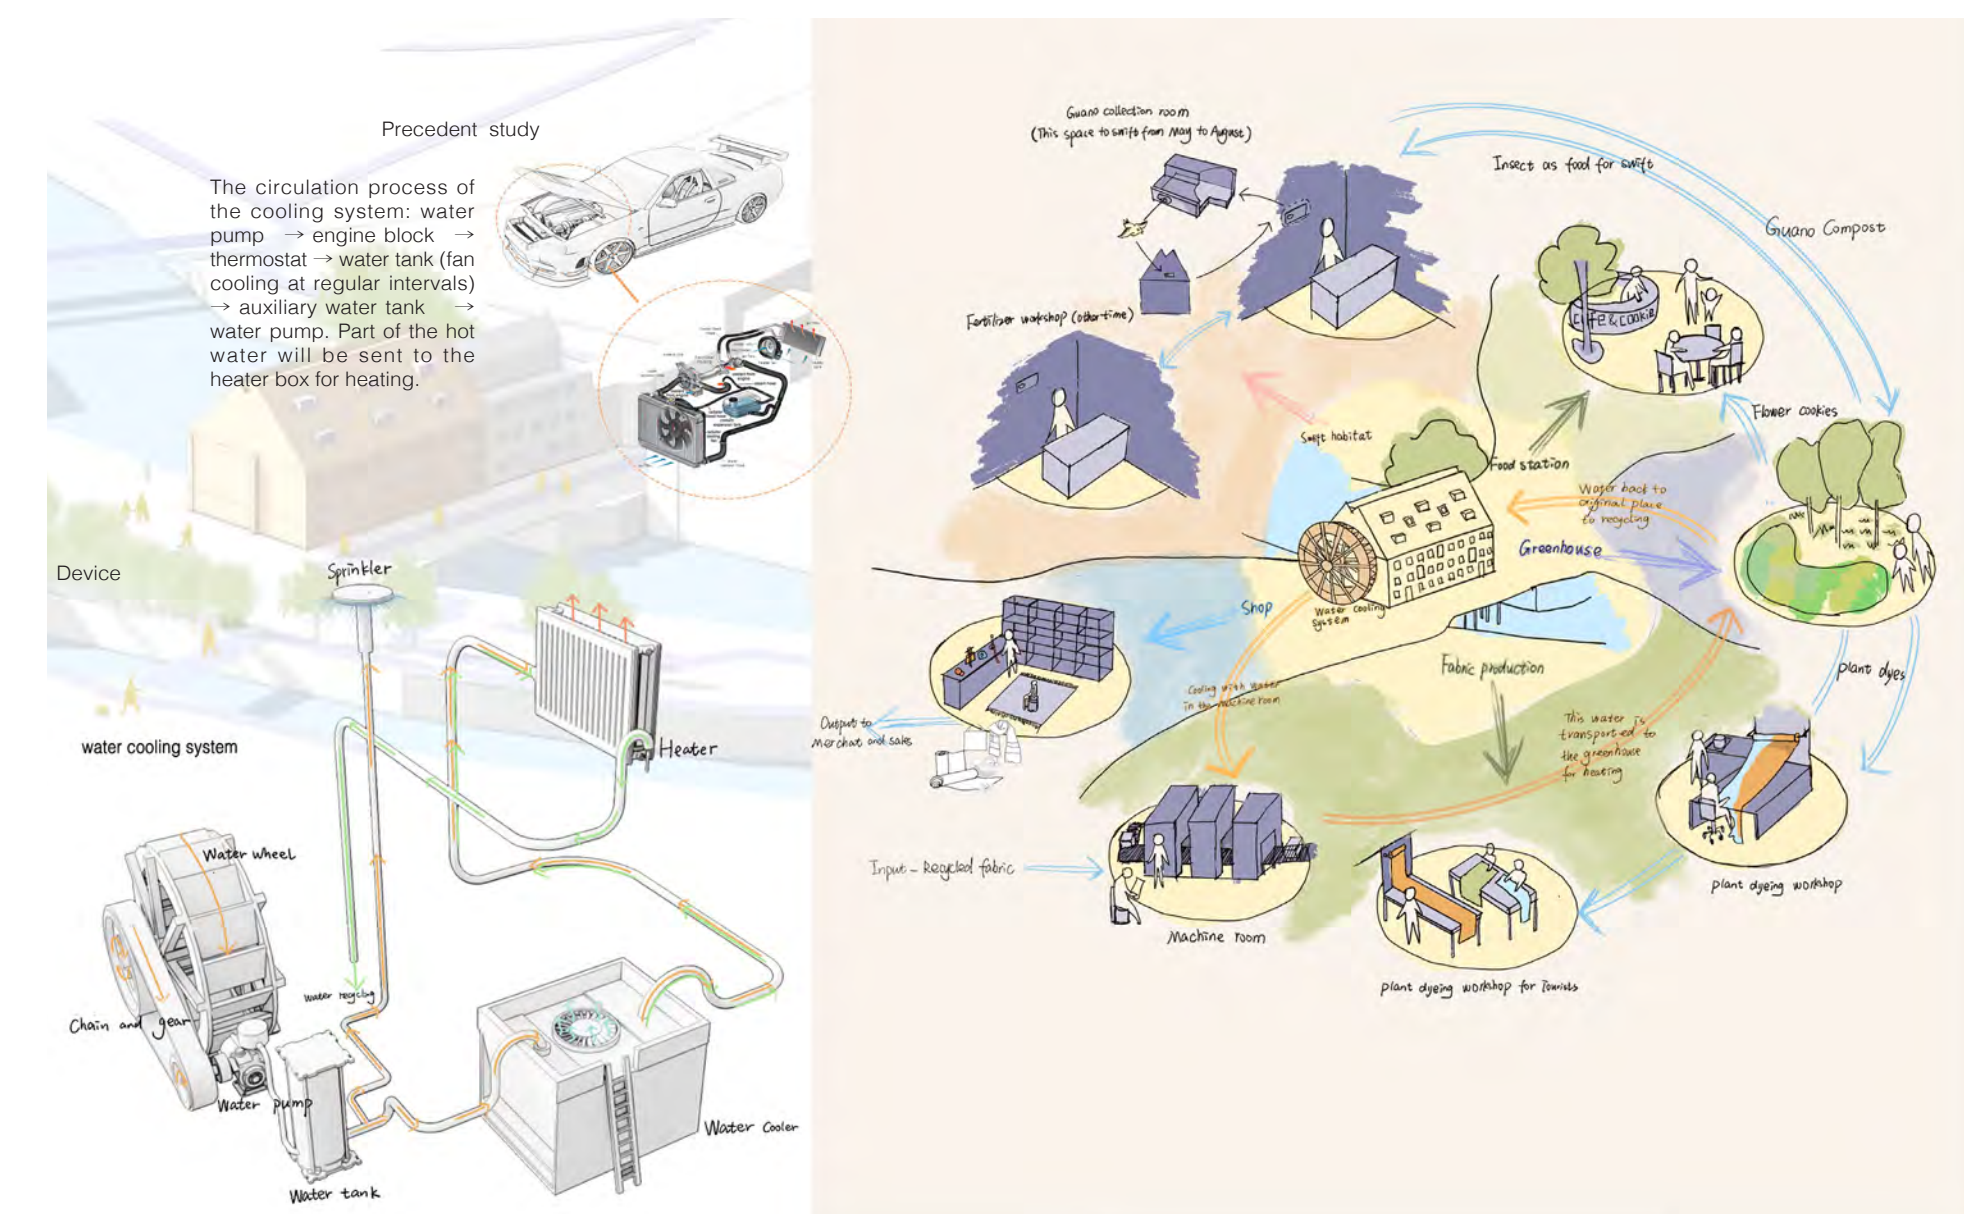 Precedent study
The circulation process of
the cooling system: water
pump → engine block →
thermostat → water tank (fan
cooling at regular intervals)
→ auxiliary water tank →
water pump. Part of the hot
water will be sent to the
heater box for heating.
Device
Sprinkler
water cooling system
Heater
Water wheel
Water recyclng
Chain and gear
Water pump
Water Cooler
Water tank
Guano collection room
(This space to swift from May to August)
Insect as food for swift
Guano Compost
cafe & cookie
Fertilizer workshop (other time)
Flower cookies
Swift habitat
Food station
Water back to
original place
to recycling
Greenhouse
Water cooling
system
Shop
Fabric production
plant dyes
Cooling with water
in the machine room
Output to
Merchat and sales
This water is
transported to
the greenhouse
for heating
Input - Recycled fabric
plant dyeing workshop
Machine room
plant dyeing workshop for Tourists